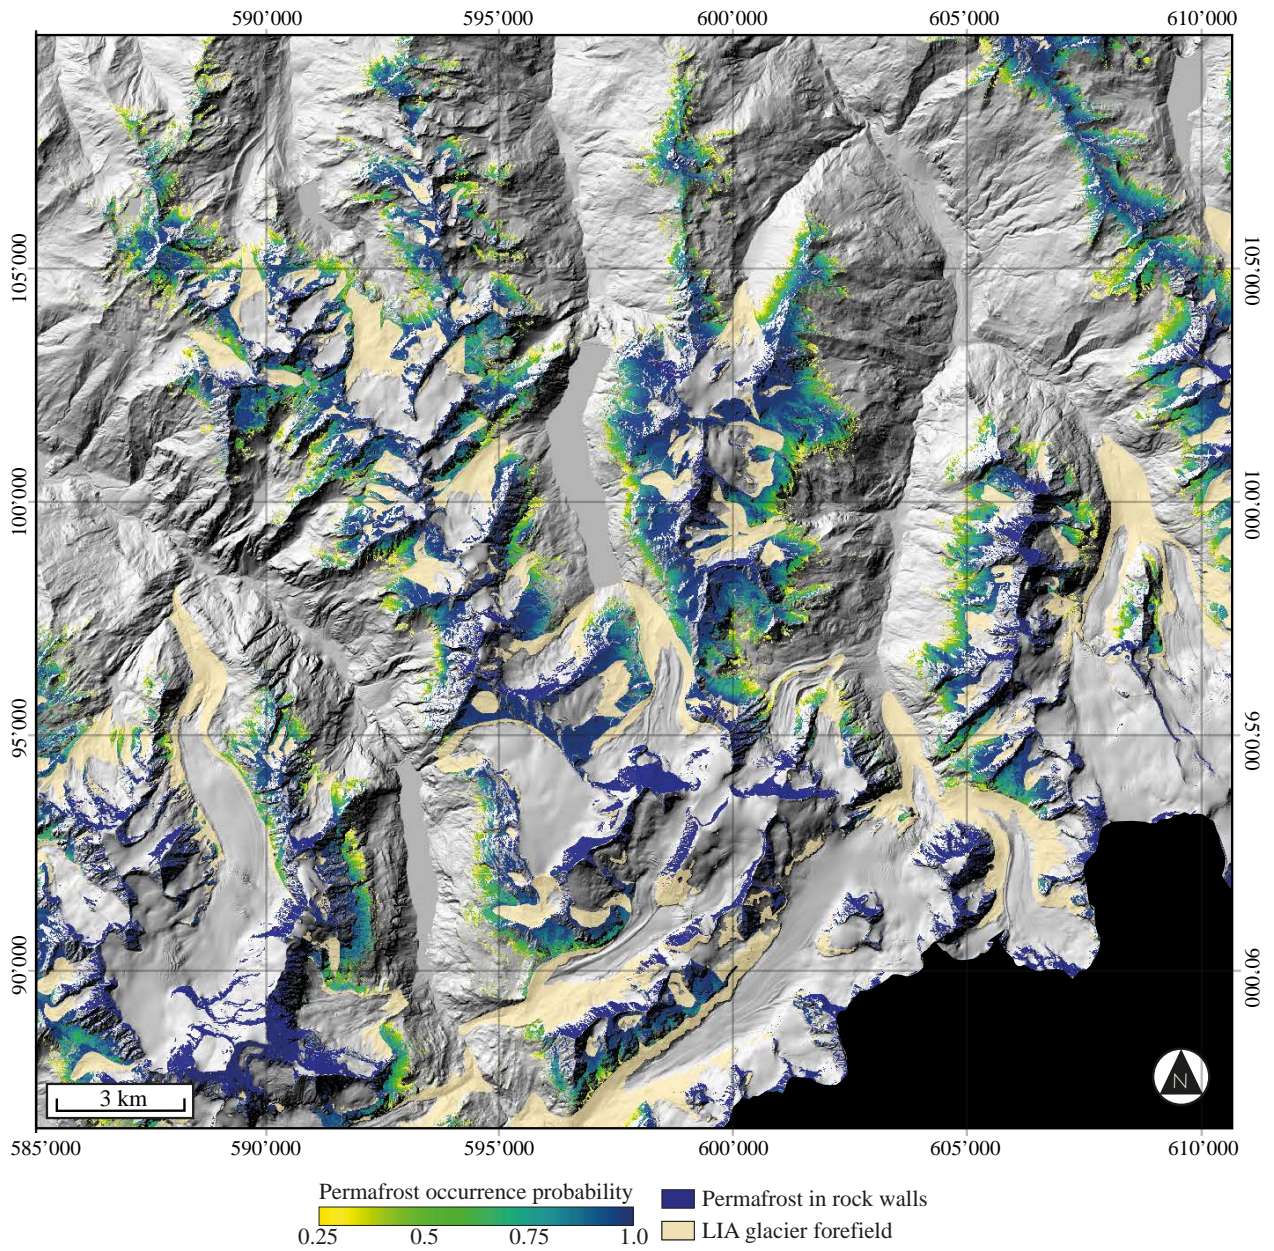 590’000 595’000 600’000 605’000 610’000
105’000 105’000
100’000 100’000
95’000 95’000
90’000 90’000
N
3 km
585’000 590’000 595’000 600’000 605’000 610’000
Permafrost occurrence probability
0.25 0.5 0.75 1.0
Permafrost in rock walls
LIA glacier forefield